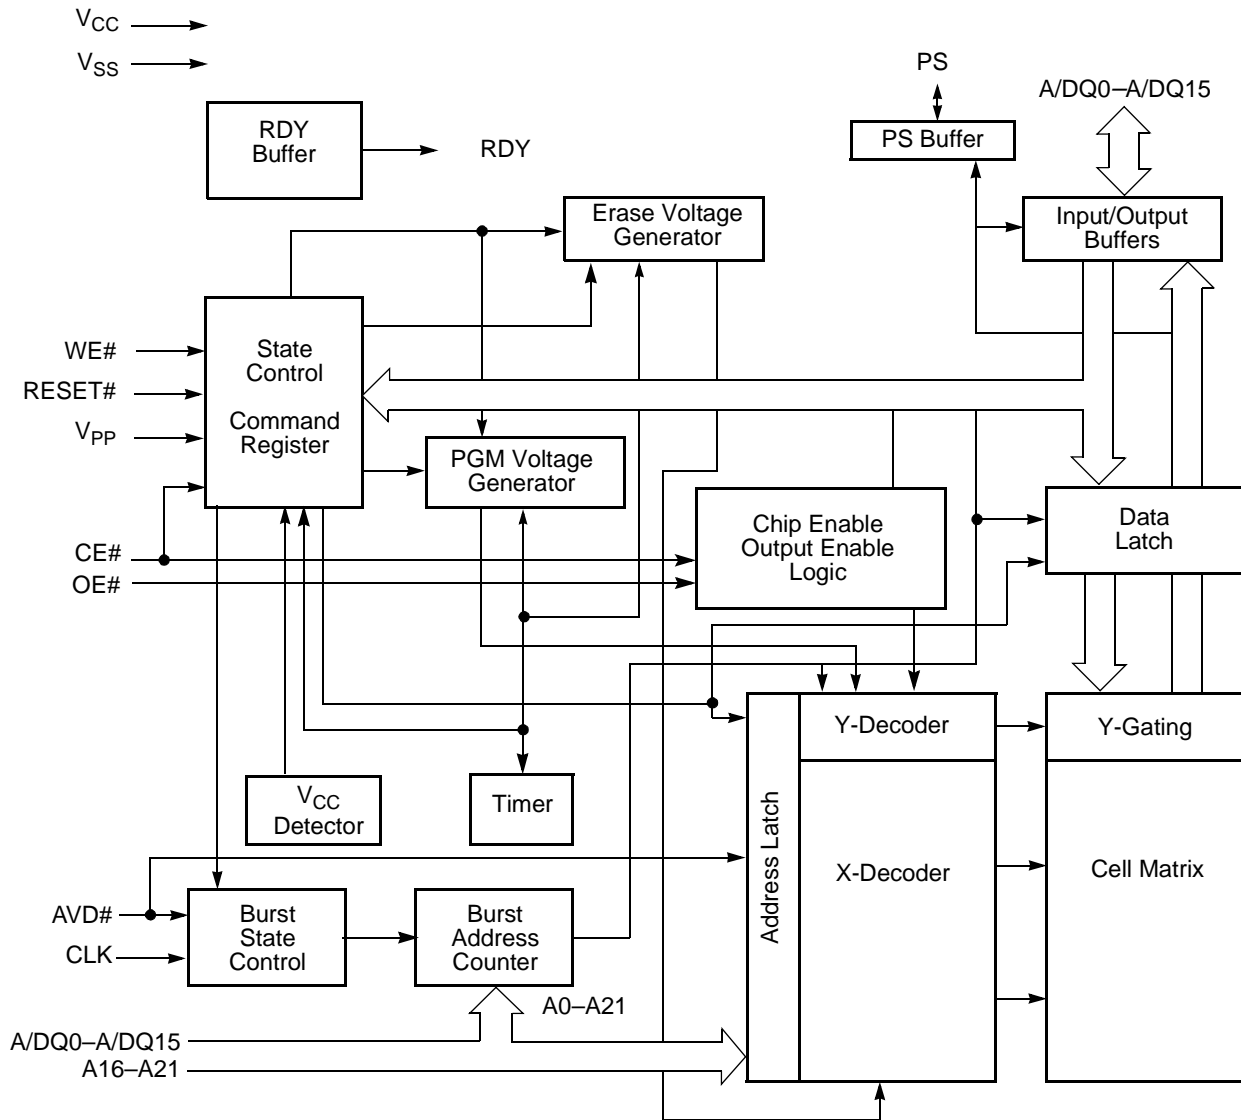 VCC
VSS
PS
A/DQ0–A/DQ15
RDY
Buffer
RDY
PS Buffer
Erase Voltage
Generator
Input/Output
Buffers
WE#
RESET#
VPP
State
Control
Command
Register
PGM Voltage
Generator
CE#
OE#
Chip Enable
Output Enable
Logic
Data
Latch
Y-Decoder
Y-Gating
VCC
Detector
Timer
Address Latch
X-Decoder
Cell Matrix
AVD#
CLK
Burst
State
Control
Burst
Address
Counter
A0–A21
A/DQ0–A/DQ15
A16–A21